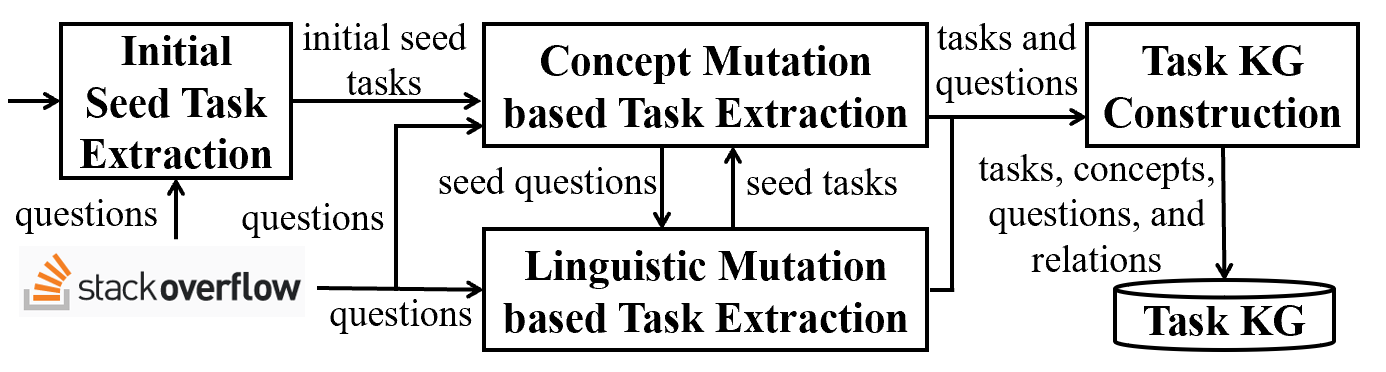 Initial
Seed Task
Extraction
initial seed
tasks
Concept Mutation
based Task Extraction
tasks and
questions
Task KG
Construction
questions
questions
seed questions
seed tasks
tasks, concepts,
questions, and
relations
stackoverflow
questions
Linguistic Mutation
based Task Extraction
Task KG